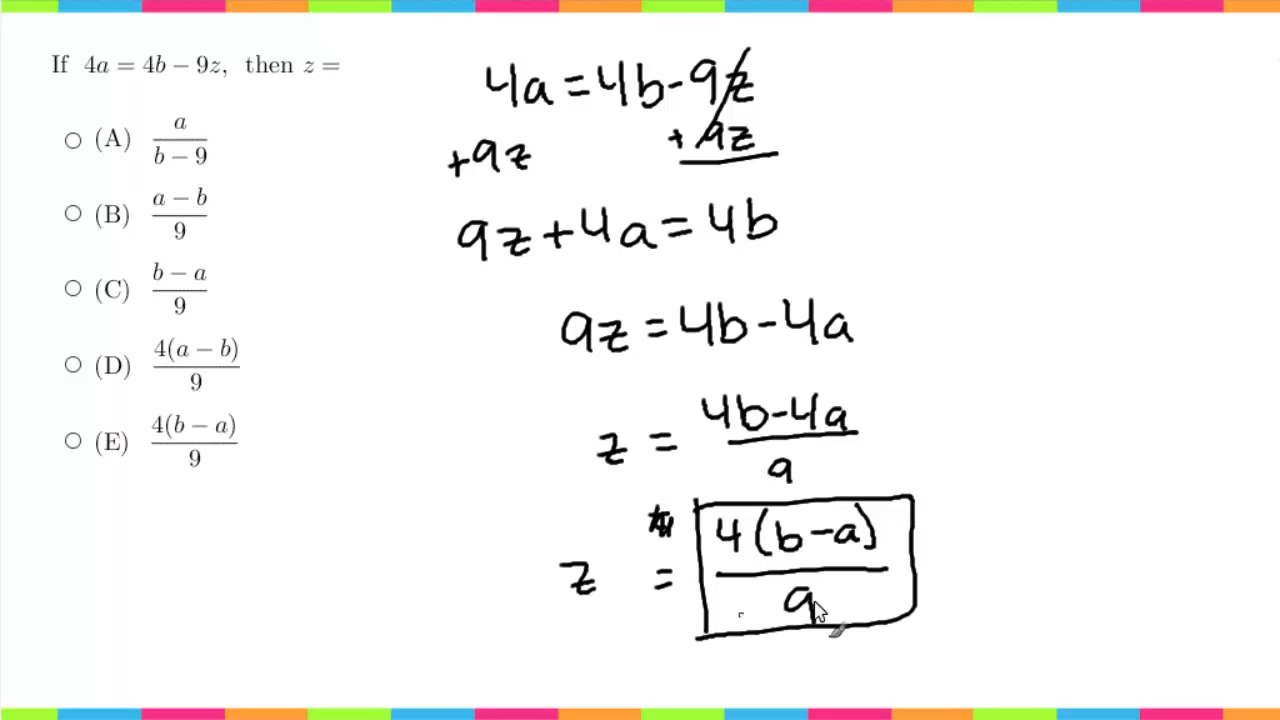 If 4a = 4b − 9z, then z =
(A) a / b − 9
(B) a − b / 9
(C) b − a / 9
(D) 4(a − b) / 9
(E) 4(b − a) / 9
4a = 4b - 9z
+9z +9z
9z + 4a = 4b
9z = 4b - 4a
z = 4b - 4a / 9
z = 4(b - a) / 9